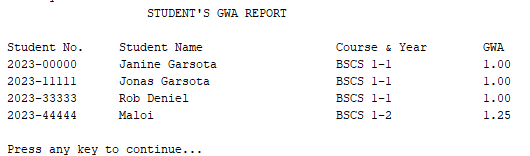 STUDENT'S GWA REPORT
Student No. Student Name Course & Year GWA
2023-00000 Janine Garsota BSCS 1-1 1.00
2023-11111 Jonas Garsota BSCS 1-1 1.00
2023-33333 Rob Deniel BSCS 1-1 1.00
2023-44444 Maloi BSCS 1-2 1.25
Press any key to continue...